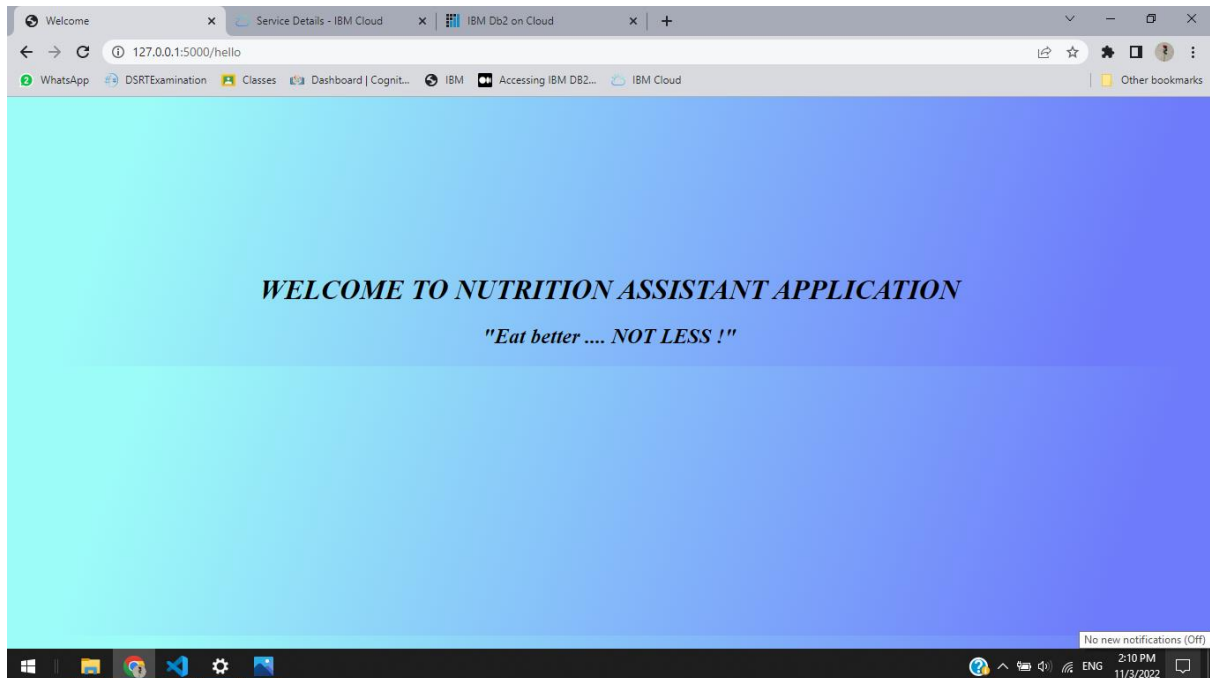 Welcome
Service Details - IBM Cloud
IBM Db2 on Cloud
127.0.0.1:5000/hello
WhatsApp
DSRTExamination
Classes
Dashboard | Cognit...
IBM
Accessing IBM DB2...
IBM Cloud
Other bookmarks
WELCOME TO NUTRITION ASSISTANT APPLICATION
"Eat better .... NOT LESS !"
No new notifications (Off)
ENG
2:10 PM
11/3/2022